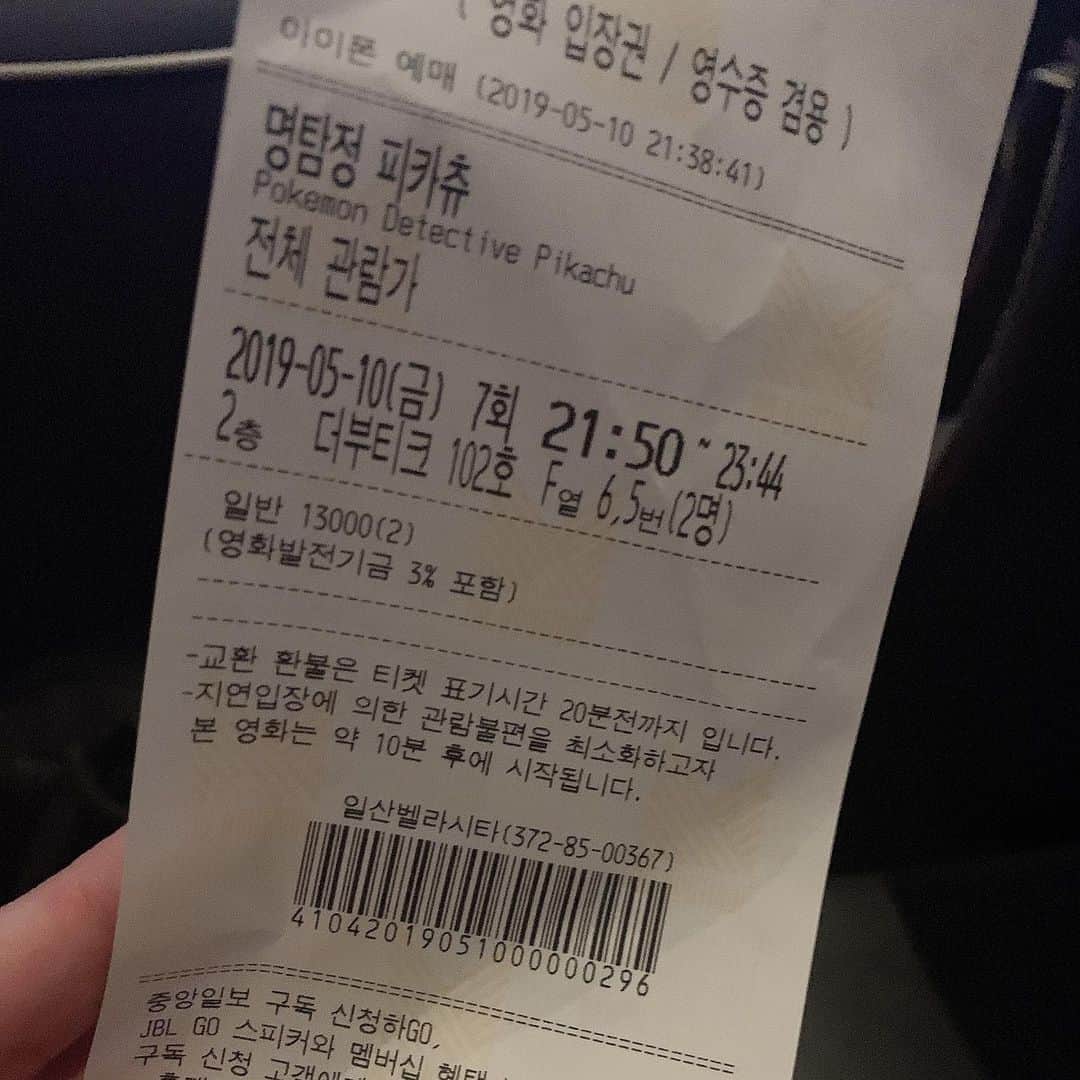 ( 영화 입장권 / 영수증 겸용 )
예매 (2019-05-10 21:38:41)
명탐정 피카츄
Pokemon Detective Pikachu
전체 관람가
2019-05-10(금) 7회 21:50 ~ 23:44
2층 더부티크 102호 F열 6,5번(2명)
일반 13000(2)
(영화발전기금 3% 포함)
-교환 환불은 티켓 표기시간 20분전까지 입니다.
-지연입장에 의한 관람불편을 최소화하고자
본 영화는 약 10분 후에 시작됩니다.
일산벨라시타(372-85-00367)
41042019051000000296
중앙일보 구독 신청하GO,
JBL GO 스피커와 멤버십 혜택
구독 신청